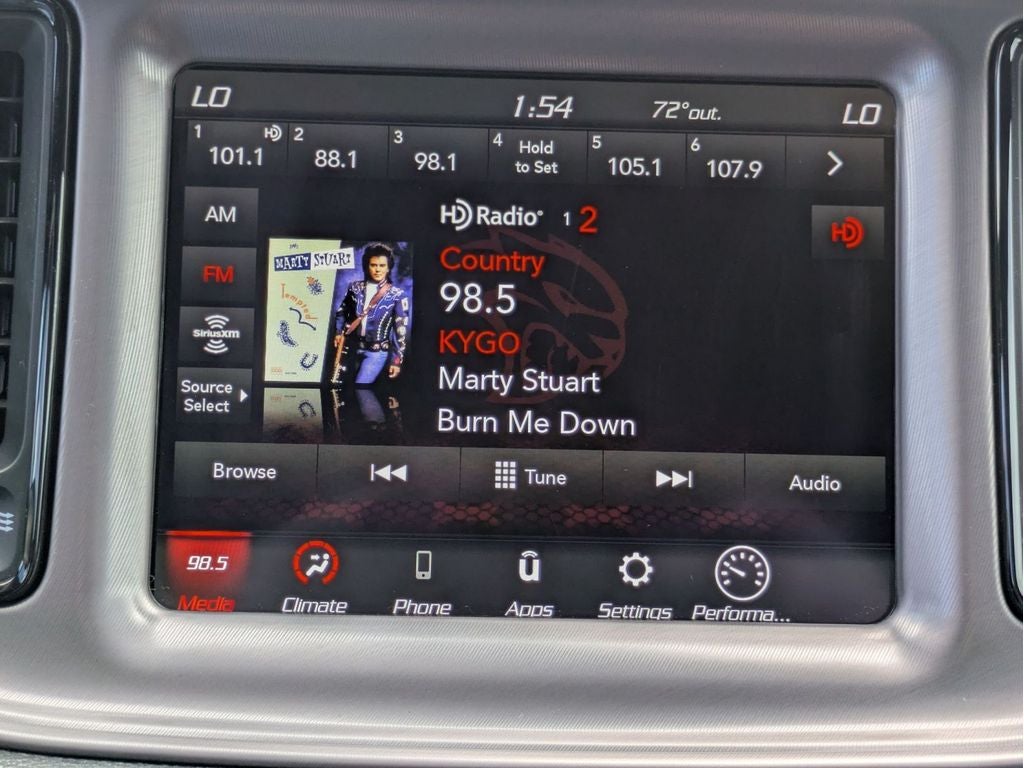 LO 1:54 72°out. LO
1 101.1 HD 2 88.1 3 98.1 4 Hold to Set 5 105.1 6 107.9
AM
HD Radio® 1 2
HD
FM
Country
MARTY STUART
Tempted
98.5
SiriusXM
KYGO
Source
Select
Marty Stuart
Burn Me Down
Browse Tune Audio
98.5
Media Climate Phone Apps Settings Performa...